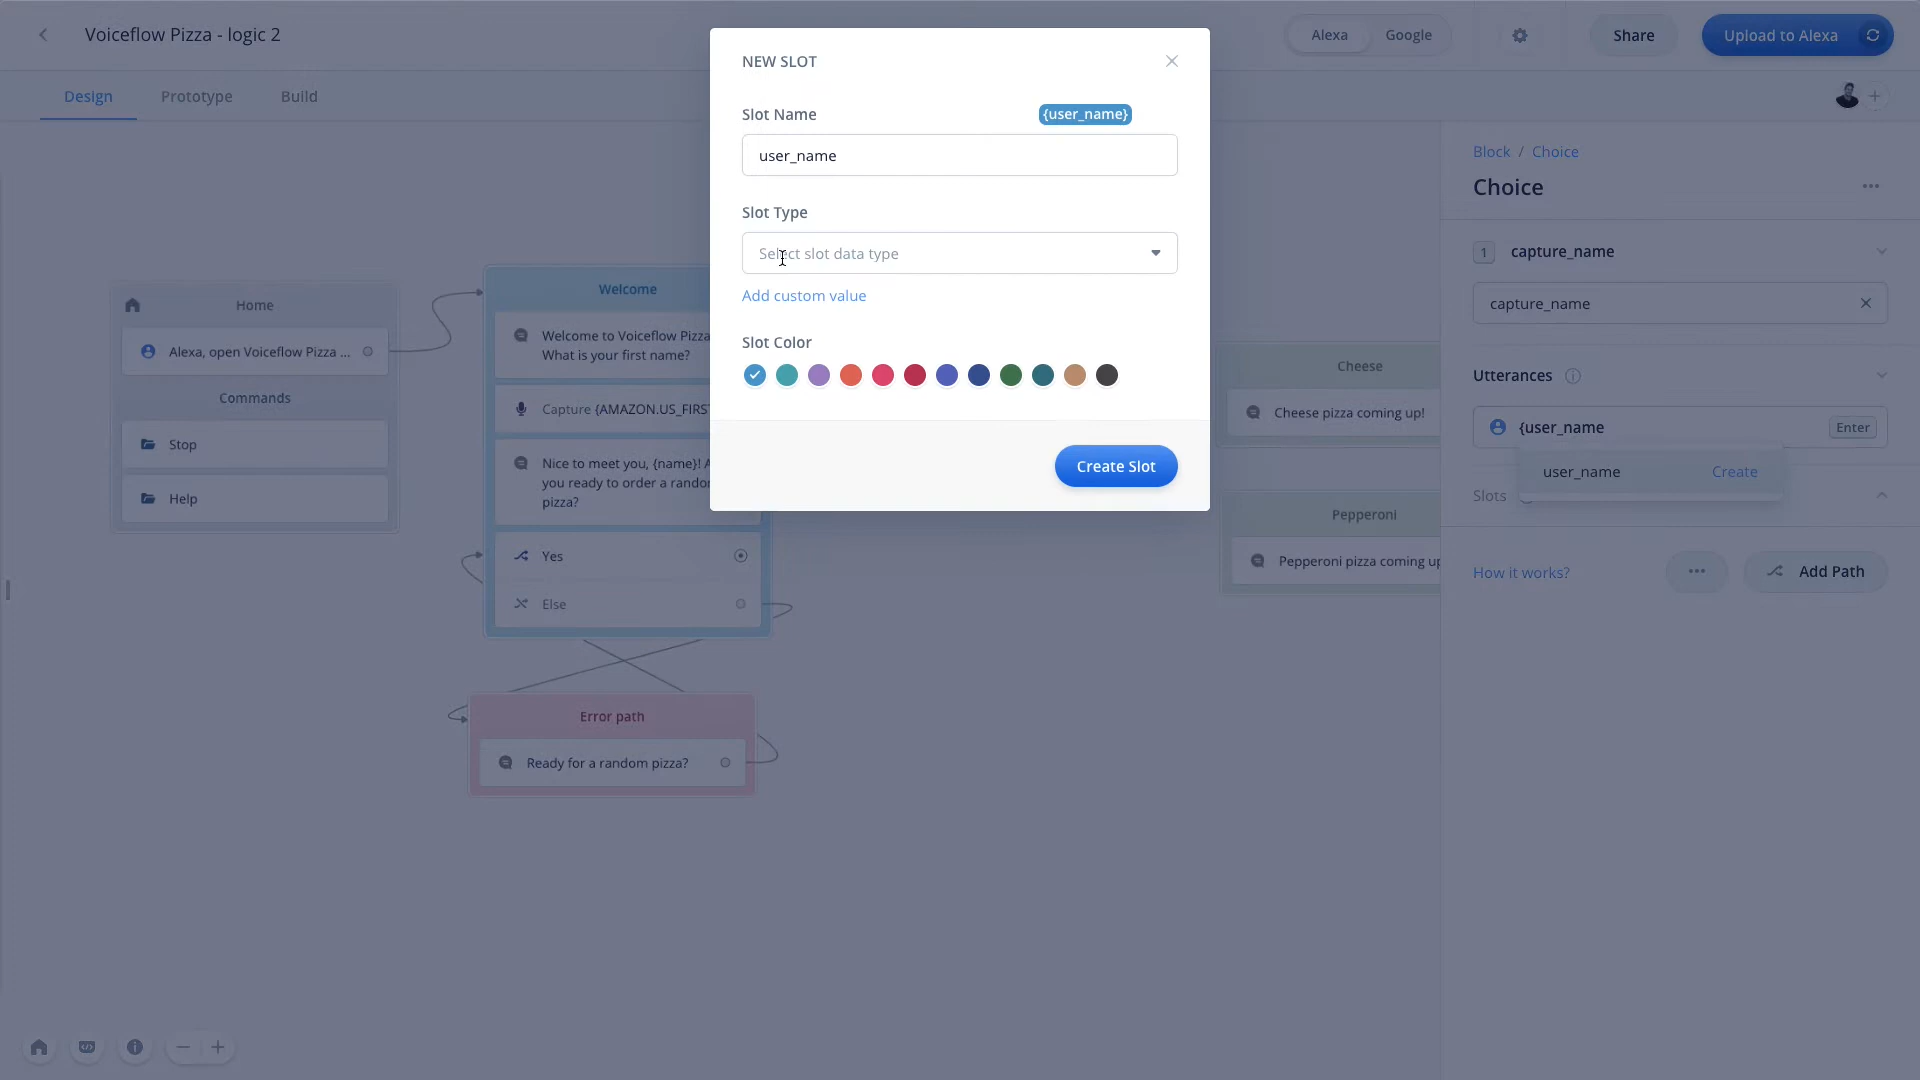 Voiceflow Pizza - logic 2
Alexa
Google
Share
Upload to Alexa
Design
Prototype
Build
NEW SLOT
Slot Name
{user_name}
user_name
Slot Type
Select slot data type
Add custom value
Slot Color
Create Slot
Home
Alexa, open Voiceflow Pizza ...
Commands
Stop
Help
Welcome
Welcome to Voiceflow Pizza
What is your first name?
Capture {AMAZON.US_FIRS
Nice to meet you, {name}! A
you ready to order a rando
pizza?
Yes
Else
Error path
Ready for a random pizza?
Cheese
Cheese pizza coming up!
Pepperoni
Pepperoni pizza coming up
Block / Choice
Choice
1 capture_name
capture_name
Utterances
{user_name
Enter
user_name
Create
Slots
How it works?
Add Path